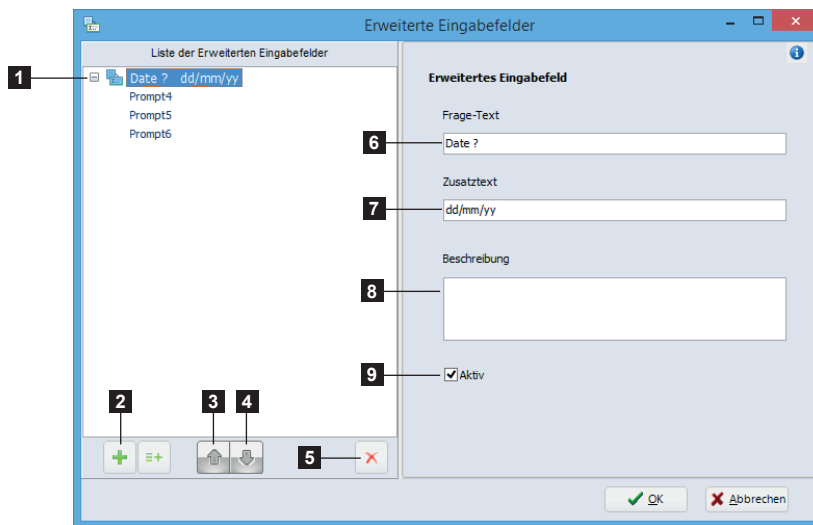 Erweiterte Eingabefelder
Liste der Erweiterten Eingabefelder
1
Date ? dd/mm/yy
Prompt4
Prompt5
Prompt6
2
3
4
5
Erweitertes Eingabefeld
Frage-Text
6
Date ?
Zusatztext
7
dd/mm/yy
Beschreibung
8
9
Aktiv
OK
Abbrechen